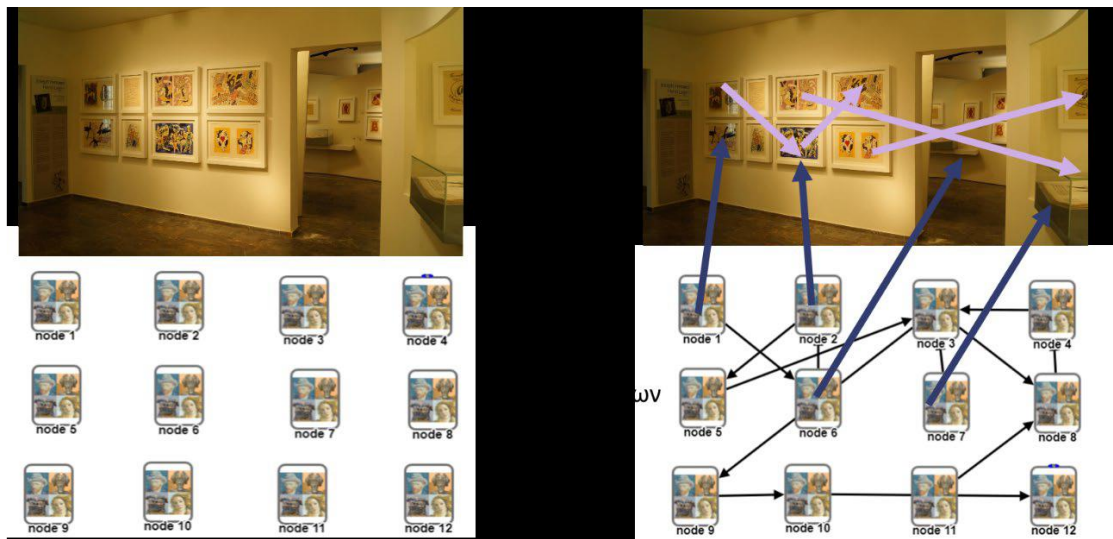 node 1
node 2
node 3
node 4
node 5
node 6
node 7
node 8
node 9
node 10
node 11
node 12
node 1
node 2
node 3
node 4
ων
node 5
node 6
node 7
node 8
node 9
node 10
node 11
node 12